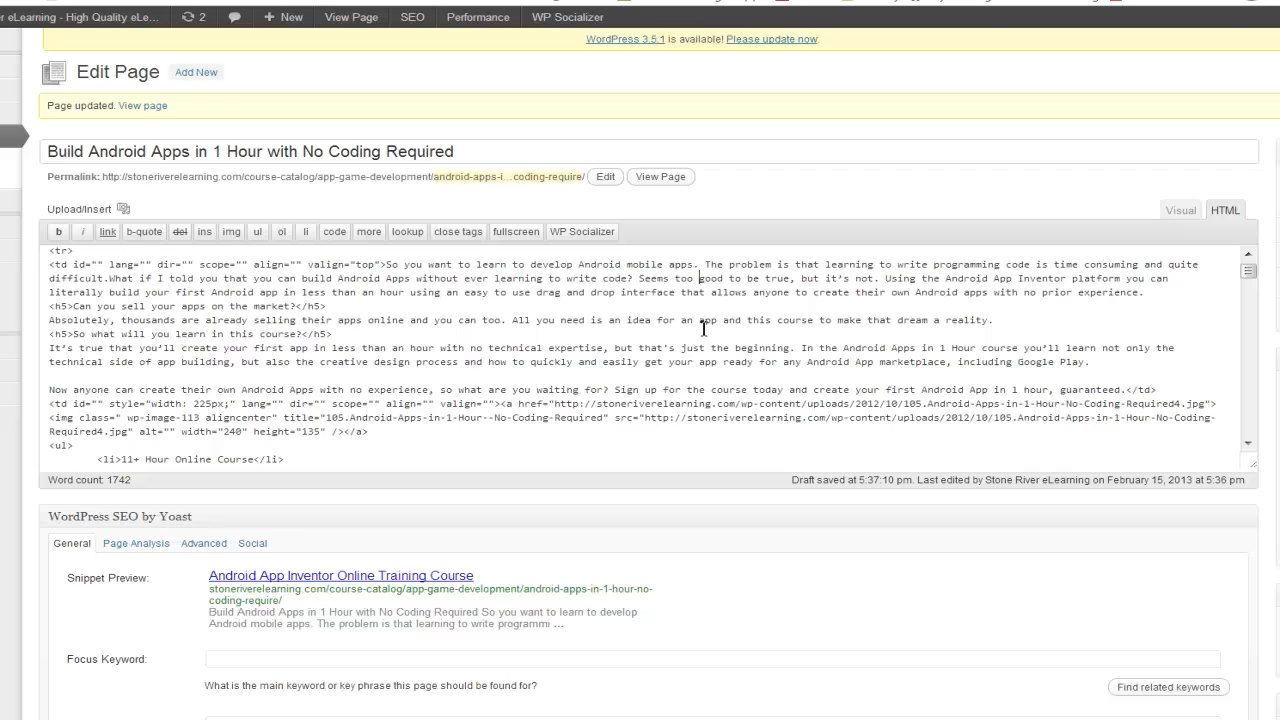 r eLearning - High Quality eLe... 2 New View Page SEO Performance WP Socializer
WordPress 3.5.1 is available! Please update now.
Edit Page Add New
Page updated. View page
Build Android Apps in 1 Hour with No Coding Required
Permalink: http://stoneriverelearning.com/course-catalog/app-game-development/android-apps-i…coding-require/ Edit View Page
Upload/Insert Visual HTML
b i link b-quote del ins img ul ol li code more lookup close tags fullscreen WP Socializer
<tr>
<td id="" lang="" dir="" scope="" align="" valign="top">So you want to learn to develop Android mobile apps. The problem is that learning to write programming code is time consuming and quite
difficult.What if I told you that you can build Android Apps without ever learning to write code? Seems too good to be true, but it's not. Using the Android App Inventor platform you can
literally build your first Android app in less than an hour using an easy to use drag and drop interface that allows anyone to create their own Android apps with no prior experience.
<h5>Can you sell your apps on the market?</h5>
Absolutely, thousands are already selling their apps online and you can too. All you need is an idea for an app and this course to make that dream a reality.
<h5>So what will you learn in this course?</h5>
It's true that you'll create your first app in less than an hour with no technical expertise, but that's just the beginning. In the Android Apps in 1 Hour course you'll learn not only the
technical side of app building, but also the creative design process and how to quickly and easily get your app ready for any Android App marketplace, including Google Play.
Now anyone can create their own Android Apps with no experience, so what are you waiting for? Sign up for the course today and create your first Android App in 1 hour, guaranteed.</td>
<td id="" style="width: 225px;" lang="" dir="" scope="" align="" valign=""><a href="http://stoneriverelearning.com/wp-content/uploads/2012/10/105.Android-Apps-in-1-Hour-No-Coding-Required4.jpg">
<img class=" wp-image-113 aligncenter" title="105.Android-Apps-in-1-Hour--No-Coding-Required" src="http://stoneriverelearning.com/wp-content/uploads/2012/10/105.Android-Apps-in-1-Hour-No-Coding-
Required4.jpg" alt="" width="240" height="135" /></a>
<ul>
<li>11+ Hour Online Course</li>
Word count: 1742 Draft saved at 5:37:10 pm. Last edited by Stone River eLearning on February 15, 2013 at 5:36 pm
WordPress SEO by Yoast
General Page Analysis Advanced Social
Snippet Preview: Android App Inventor Online Training Course
stoneriverelearning.com/course-catalog/app-game-development/android-apps-in-1-hour-no-
coding-require/
Build Android Apps in 1 Hour with No Coding Required So you want to learn to develop
Android mobile apps. The problem is that learning to write programmi ...
Focus Keyword:
What is the main keyword or key phrase this page should be found for? Find related keywords